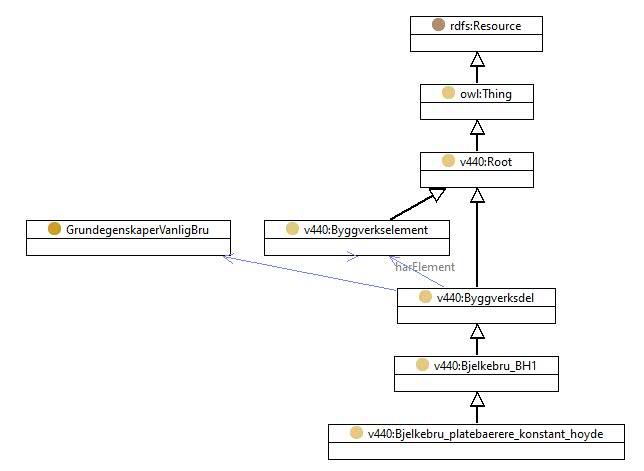 rdfs:Resource
owl:Thing
v440:Root
GrundegenskaperVanligBru
v440:Byggverkselement
harElement
v440:Byggverksdel
v440:Bjelkebru_BH1
v440:Bjelkebru_platebaerere_konstant_hoyde